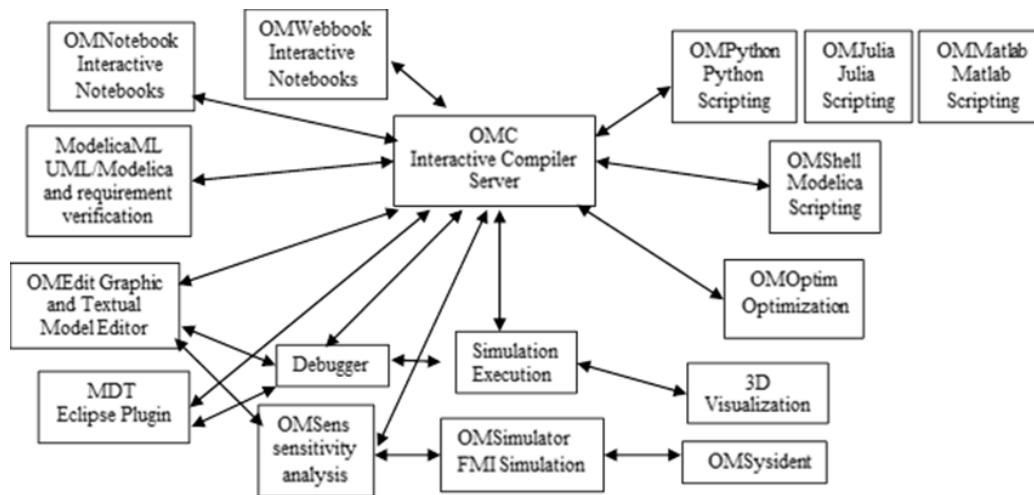 OMNotebook
Interactive
Notebooks
OMWebbook
Interactive
Notebooks
OMPython
Python
Scripting
OMJulia
Julia
Scripting
OMMatlab
Matlab
Scripting
OMC
Interactive Compiler
Server
ModelicaML
UML/Modelica
and requirement
verification
OMShell
Modelica
Scripting
OMEdit Graphic
and Textual
Model Editor
OMOptim
Optimization
Debugger
Simulation
Execution
MDT
Eclipse Plugin
3D
Visualization
OMSens
sensitivity
analysis
OMSimulator
FMI Simulation
OMSysident